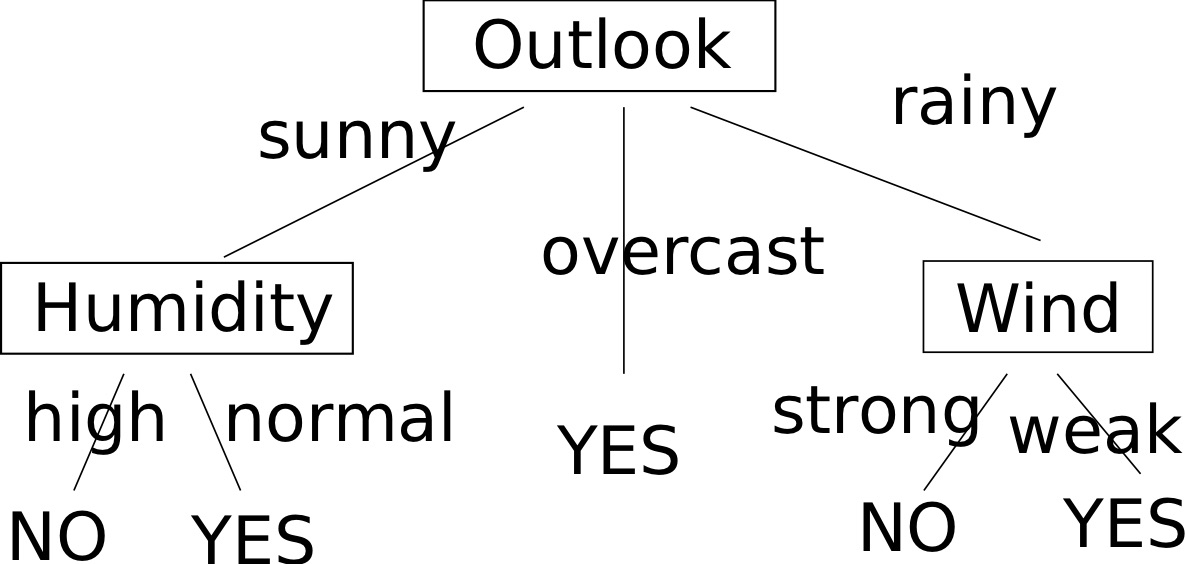 Outlook
sunny
rainy
overcast
Humidity
Wind
high
normal
strong
weak
YES
NO
YES
NO
YES